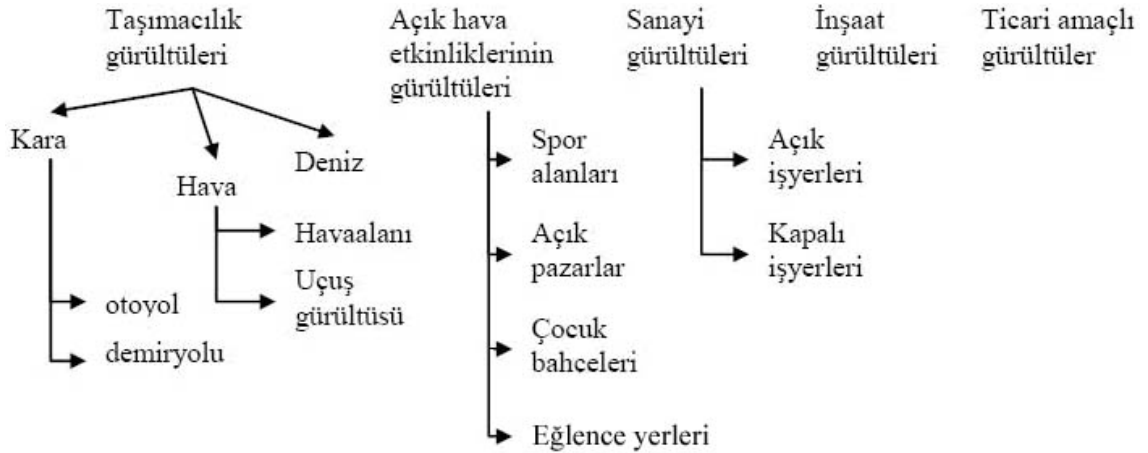 Taşımacılık
gürültüleri
Açık hava
etkinliklerinin
gürültüleri
Sanayi
gürültüleri
İnşaat
gürültüleri
Ticari amaçlı
gürültüler
Kara
Hava
Deniz
otoyol
demiryolu
Havaalanı
Uçuş
gürültüsü
Spor
alanları
Açık
pazarlar
Çocuk
bahçeleri
Eğlence yerleri
Açık
işyerleri
Kapalı
işyerleri